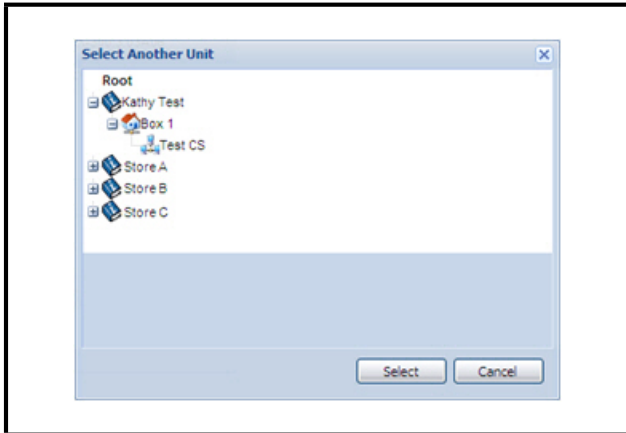 Select Another Unit
Root
Kathy Test
Box 1
Test CS
Store A
Store B
Store C
Select Cancel